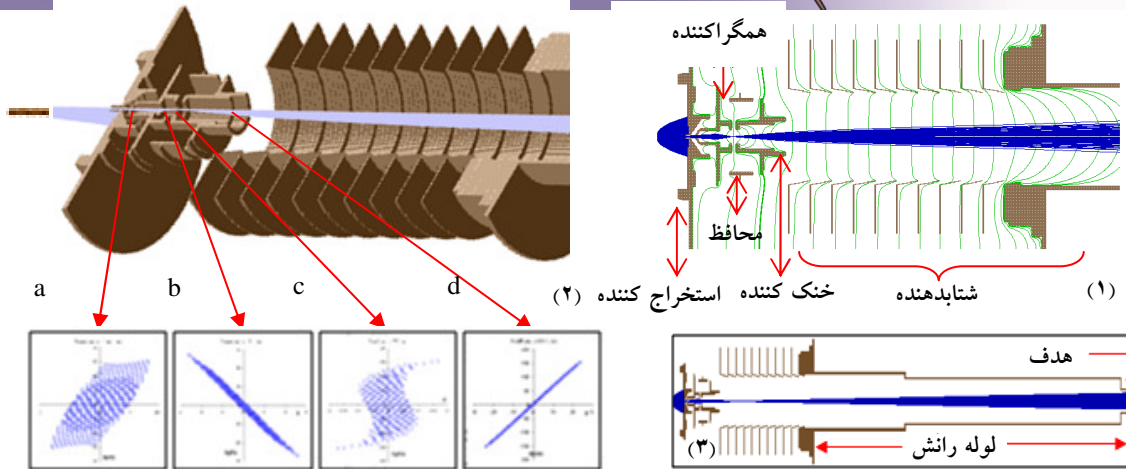 همگراکننده
محافظ
استخراج کننده
خنک کننده
شتابدهنده
(۱)
a
b
c
d
(۲)
هدف
لوله رانش
(۳)